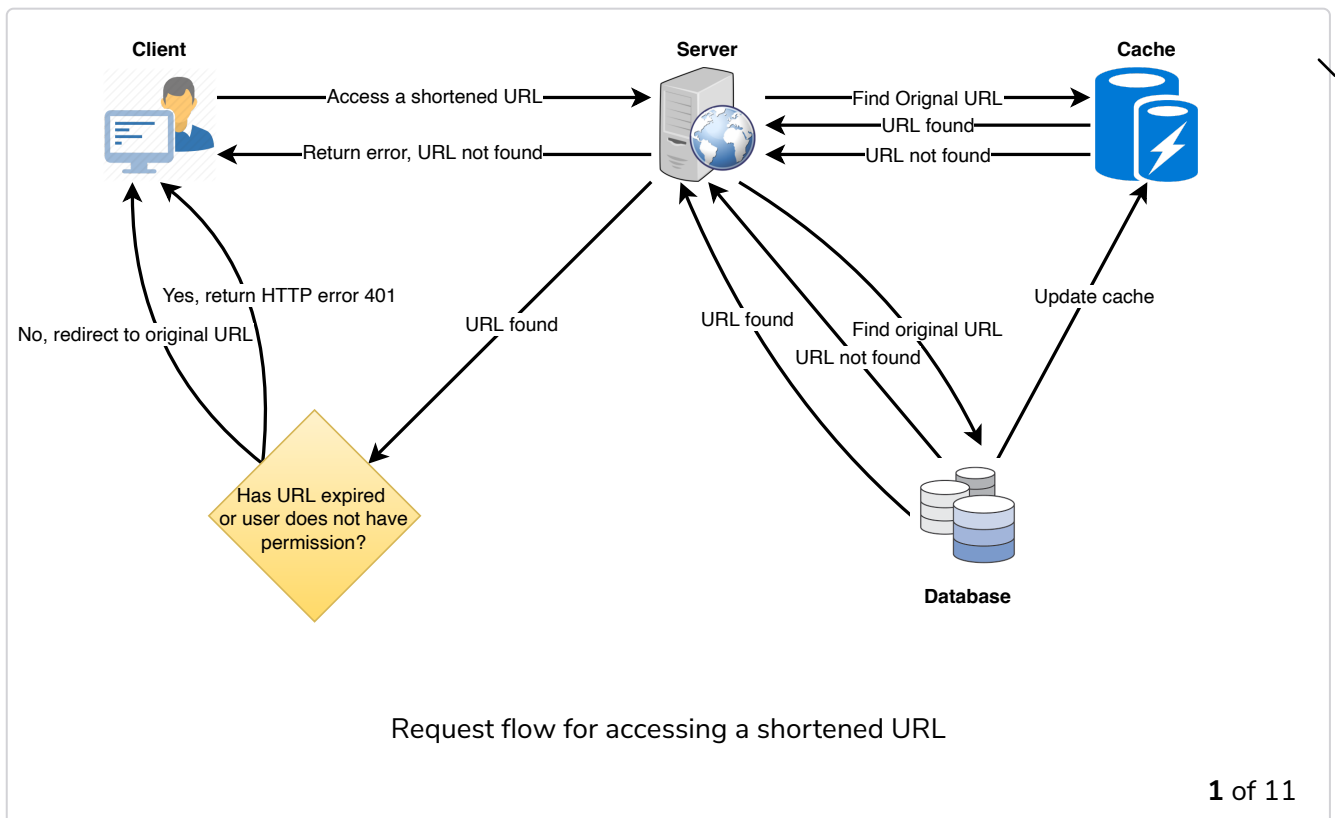 Client
Server
Cache
Access a shortened URL
Find Orignal URL
URL found
Return error, URL not found
URL not found
Yes, return HTTP error 401
Update cache
No, redirect to original URL
URL found
URL found
Find original URL
URL not found
Has URL expired
or user does not have
permission?
Database
Request flow for accessing a shortened URL
1 of 11